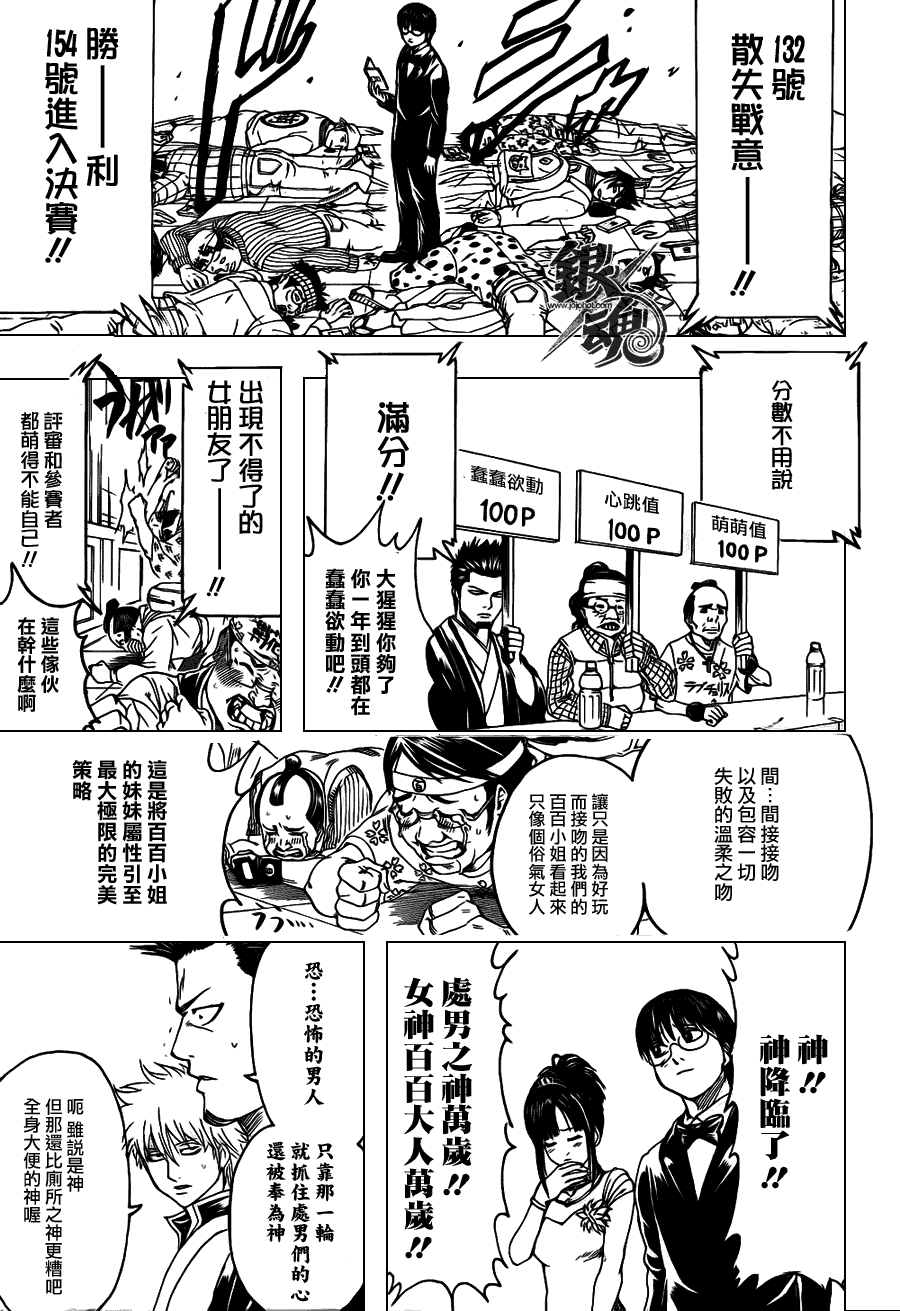 132號
散失戰意——!!
勝——利
154號進入決賽!!
銀魂
www.jojohot.com
分數不用說
滿分!!
蠢蠢欲動
100P
心跳值
100P
萌萌值
100P
大猩猩你夠了
你一年到頭都在
蠢蠢欲動吧!!
ラブチョリス
出現不得了的
女朋友了——!!
評審和參賽者
都萌得不能自己!!
這些傢伙
在幹什麼啊
間…間接接吻
以及包容一切
失敗的溫柔之吻
讓只是因為好玩
而接吻的我們的
百百小姐看起來
只像個俗氣女人
這是將百百小姐
的妹妹屬性引至
最大極限的完美
策略
神!!
神降臨了!!
處男之神萬歲!!
女神百百大人萬歲!!
恐…恐怖的男人
只靠那一輪
就抓住處男們的心
還被奉為神
呃 雖説是神
但那還比廁所之神更糟吧
全身大便的神喔